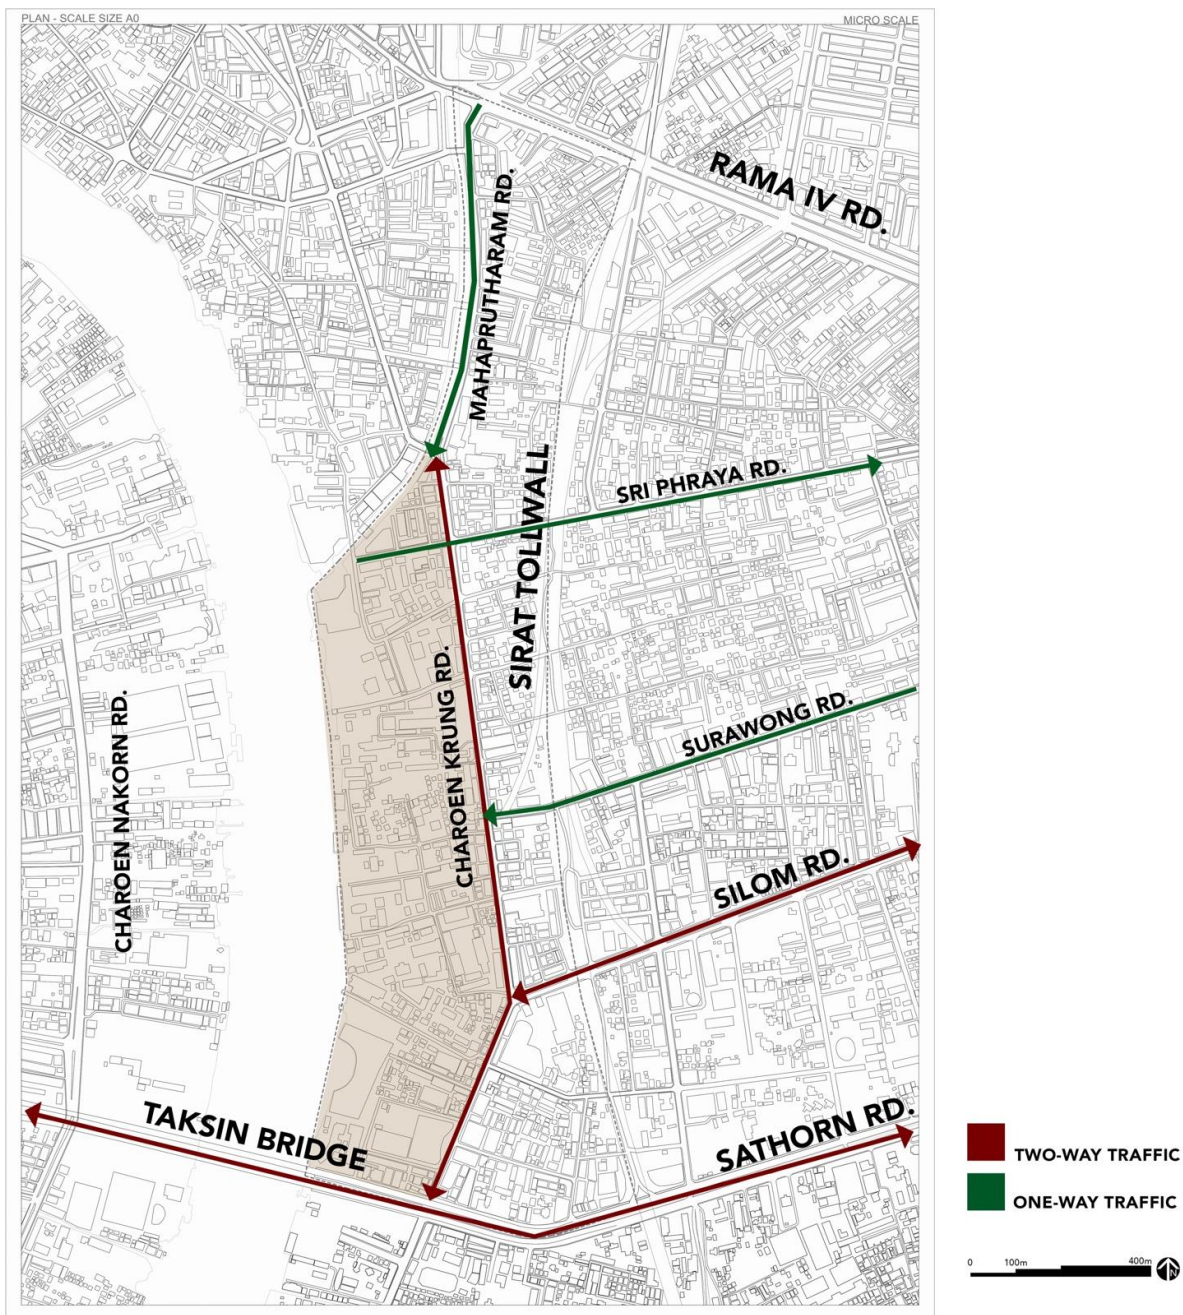 PLAN - SCALE SIZE A0
MICRO SCALE
RAMA IV RD.
MAHAPRUTHARAM RD.
SRI PHRAYA RD.
SIRAT TOLLWALL
CHAROEN KRUNG RD.
CHAROEN NAKORN RD.
SURAWONG RD.
SILOM RD.
TAKSIN BRIDGE
SATHORN RD.
TWO-WAY TRAFFIC
ONE-WAY TRAFFIC
0 100m 400m
N